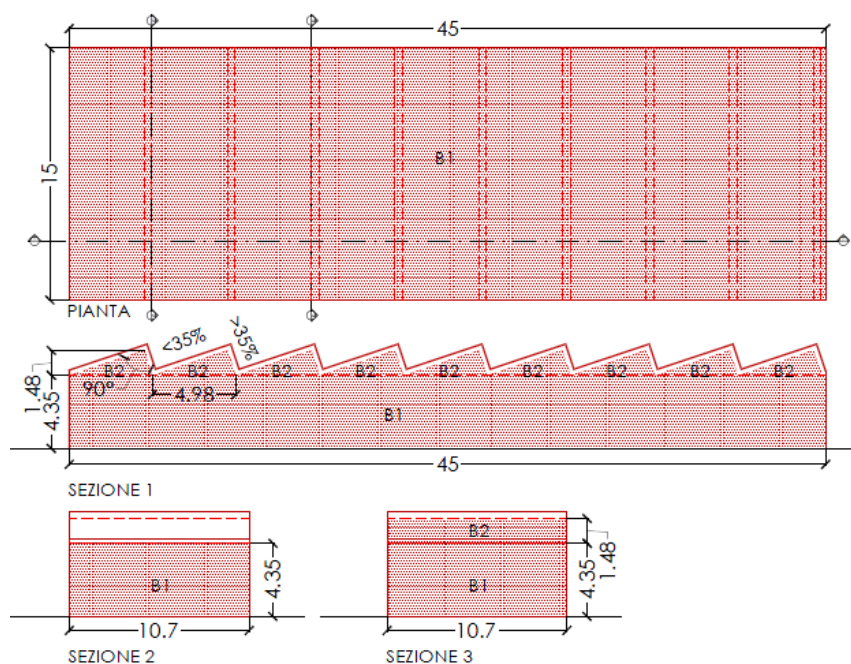 45
15
B1
PIANTA
<35%
>35%
B2 B2 B2 B2 B2 B2 B2 B2 B2
90°
1.48
4.35
4.98
B1
45
SEZIONE 1
B1
4.35
10.7
SEZIONE 2
B2
B1
4.35
1.48
10.7
SEZIONE 3